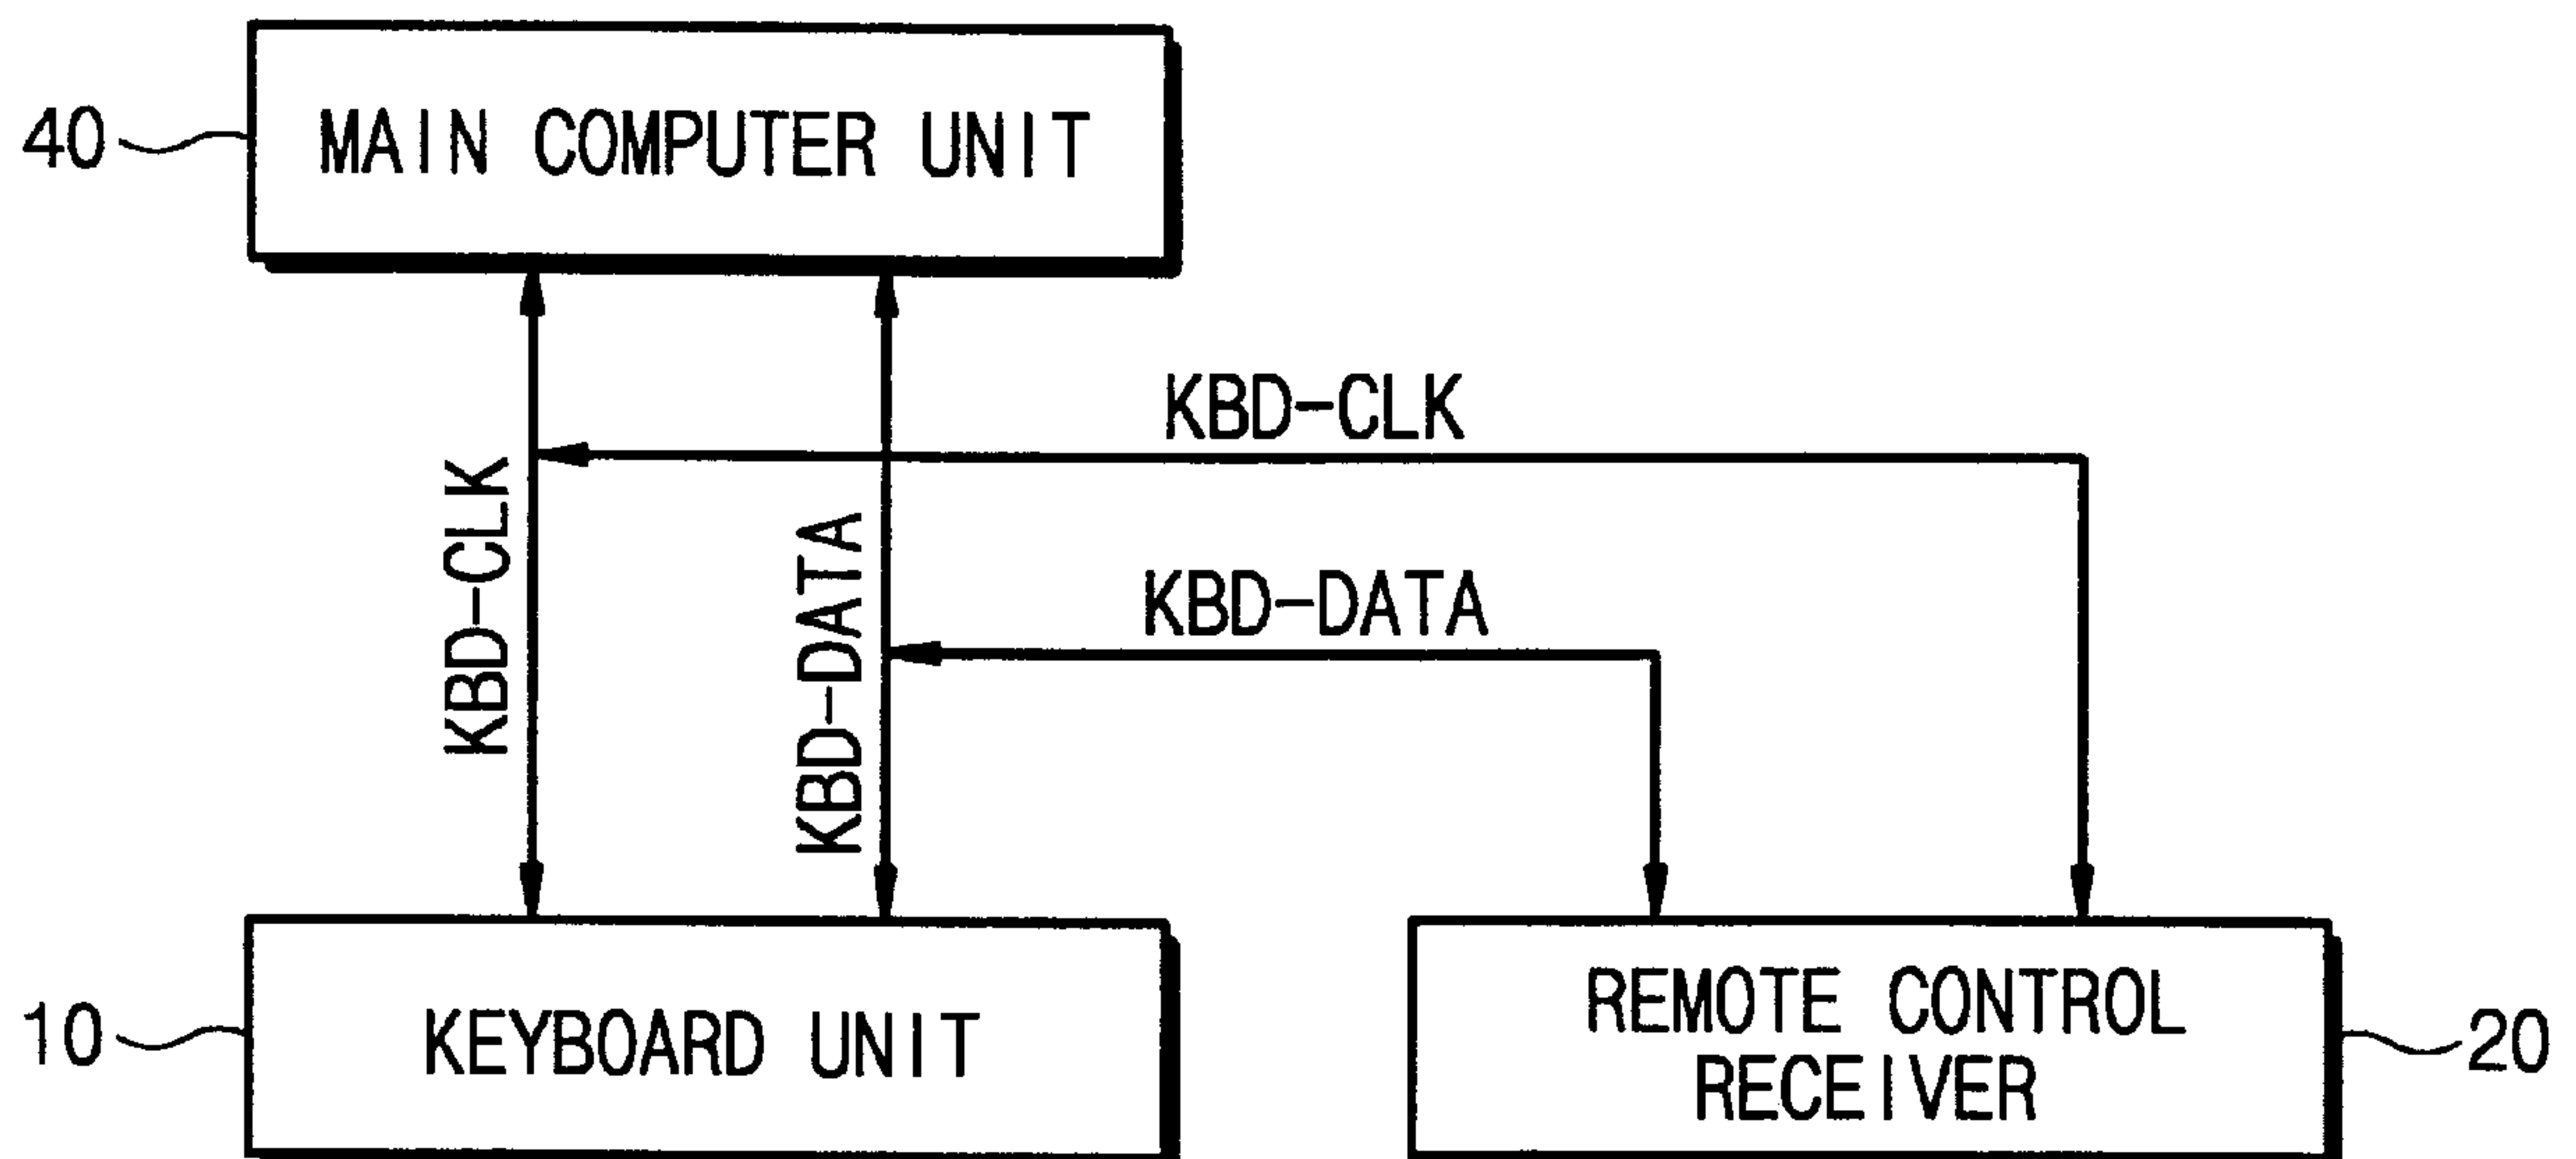 40
MAIN COMPUTER UNIT
KBD-CLK
KBD-CLK
KBD-DATA
KBD-DATA
10
KEYBOARD UNIT
REMOTE CONTROL
RECEIVER
20